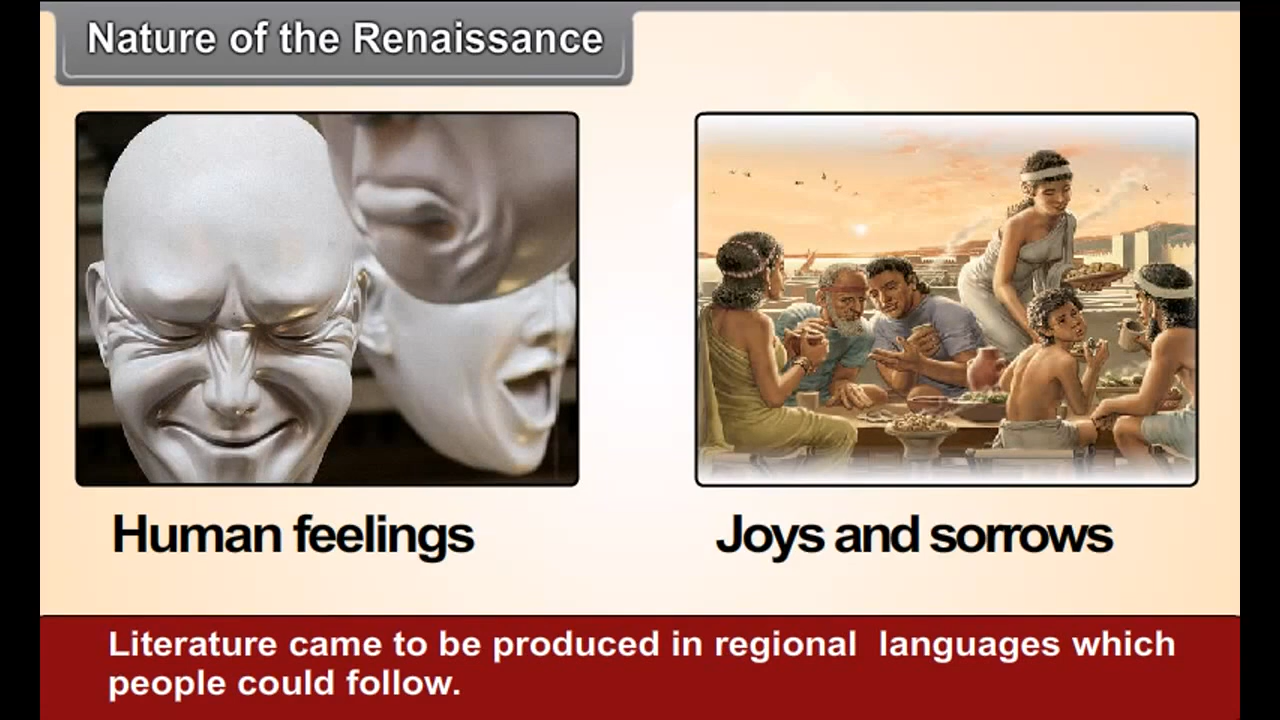 Nature of the Renaissance
Human feelings
Joys and sorrows
Literature came to be produced in regional languages which
people could follow.